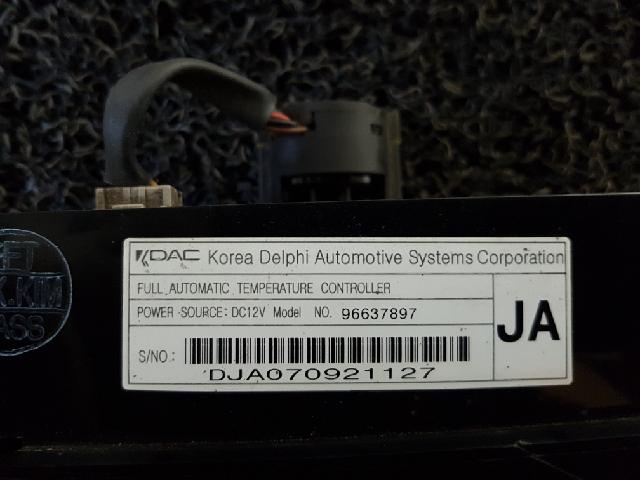 KDAC Korea Delphi Automotive Systems Corporation
FULL AUTOMATIC TEMPERATURE CONTROLLER
POWER-SOURCE: DC12V Model NO. 96637897
JA
S/NO.:
DJA070921127
K.KIM